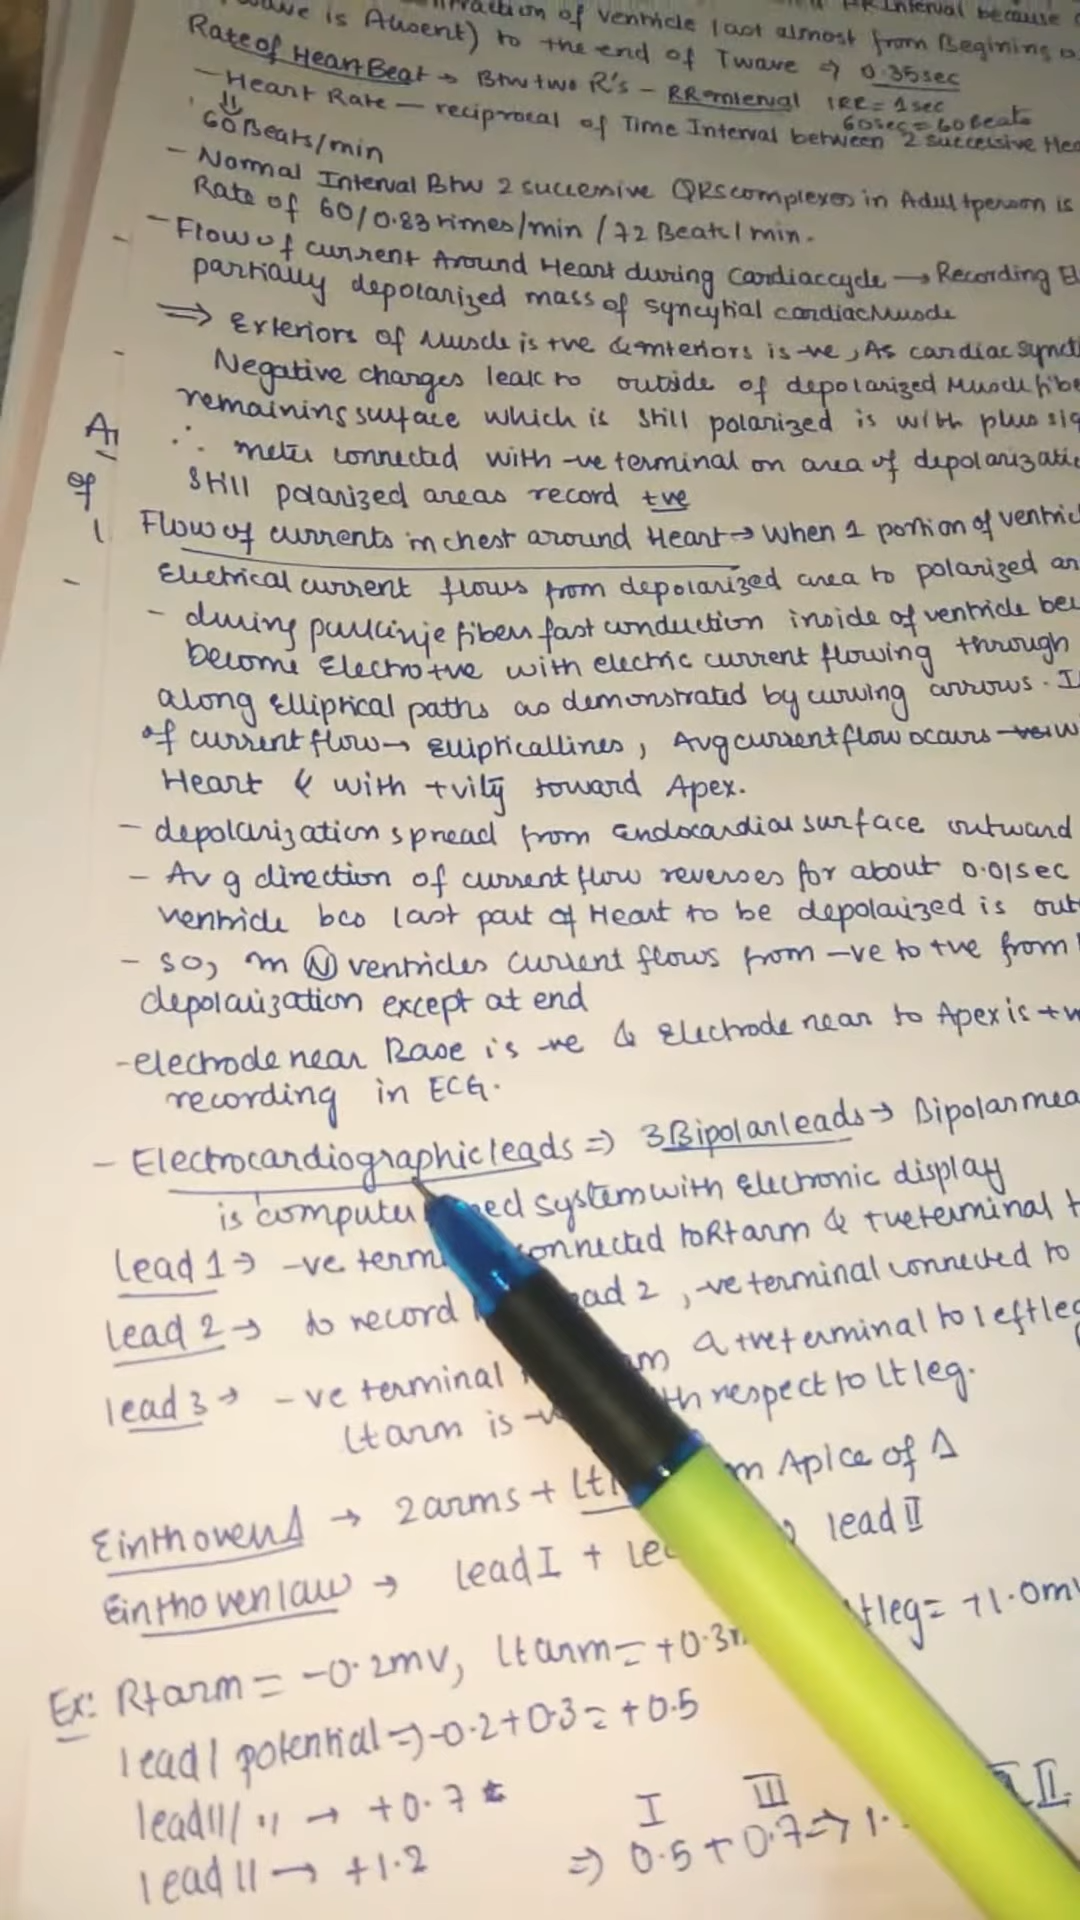 wave is Absent) to the end of Twave ⇒ 0.35sec
Rate of Heart Beat → Btw two R's - RR interval 1RR = 1sec
60sec = 60 Beats
- Heart Rate - reciprocal of Time Interval between 2 successive Hea
⇓
60 Beats/min
- Normal Interval Btw 2 successive QRS complexes in Adult person is
Rate of 60/0.83 times/min / 72 Beats/min.
- Flow of current Around Heart during cardiac cycle → Recording El
partially depolarized mass of syncytial cardiac Muscle
⇒ Exteriors of Muscle is +ve & interiors is -ve, As cardiac syncti
Negative charges leak to outside of depolarized Muscle fibe
remaining surface which is still polarized is with plus sig
∴ meter connected with -ve terminal on area of depolarizatio
still polarized areas record +ve
Flow of currents in chest around Heart → When 1 portion of ventric
Electrical current flows from depolarized area to polarized ar
- during purkinje fibers fast conduction inside of ventricle be
become Electro+ve with electric current flowing through
along elliptical paths as demonstrated by curving arrows. I
of current flow → elliptical lines, Avg current flow occurs w
Heart & with +vity toward Apex.
- depolarization spread from Endocardial surface outward
- Avg direction of current flow reverses for about 0.01sec
ventricle bco last part of Heart to be depolarized is out
- so, in Ⓝ ventricles current flows from -ve to +ve from
depolarization except at end
- electrode near Base is -ve & Electrode near to Apex is +v
recording in ECG.
- Electrocardiographic leads ⇒ 3 Bipolar leads → Bipolar mea
is computer system with electronic display
lead 1 → -ve term connected to Rt arm & +ve terminal t
lead 2 → to record ead 2, -ve terminal connected to
lead 3 → -ve terminal & +ve terminal to left leg
Lt arm is with respect to Lt leg.
Einthoven Δ → 2 arms + Lt Apice of Δ
Einthoven law → lead I + lead II
Ex: Rt arm = -0.2mv, Lt arm = +0.3 leg = +1.0mv
lead I potential ⇒ -0.2+0.3 = +0.5
lead III " → +0.7
I III II
lead II → +1.2 ⇒ 0.5 + 0.7 ⇒ 1.